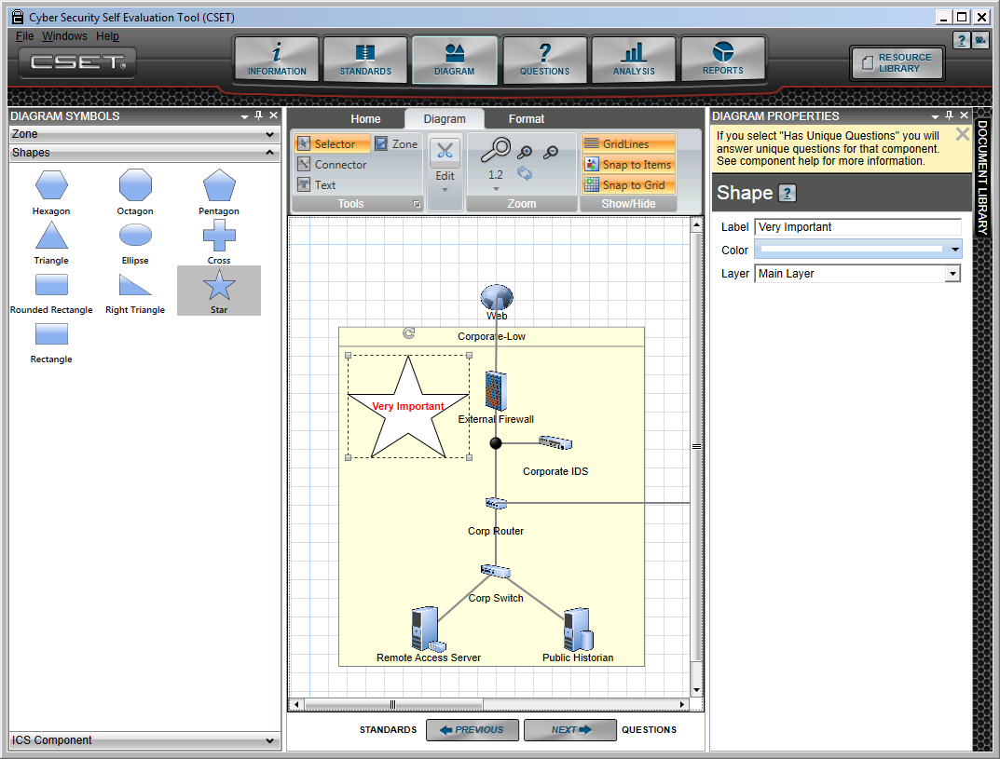 Cyber Security Self Evaluation Tool (CSET)
File Windows Help
CSET
INFORMATION
STANDARDS
DIAGRAM
QUESTIONS
ANALYSIS
REPORTS
RESOURCE
LIBRARY
DIAGRAM SYMBOLS
Zone
Shapes
Hexagon
Octagon
Pentagon
Triangle
Ellipse
Cross
Rounded Rectangle
Right Triangle
Star
Rectangle
ICS Component
Home
Diagram
Format
Selector
Zone
Connector
Text
Tools
Edit
1.2
Zoom
GridLines
Snap to Items
Snap to Grid
Show/Hide
Web
Corporate-Low
Very Important
External Firewall
Corporate IDS
Corp Router
Corp Switch
Remote Access Server
Public Historian
STANDARDS
PREVIOUS
NEXT
QUESTIONS
DIAGRAM PROPERTIES
If you select "Has Unique Questions" you will
answer unique questions for that component.
See component help for more information.
Shape ?
Label Very Important
Color
Layer Main Layer
DOCUMENT LIBRARY